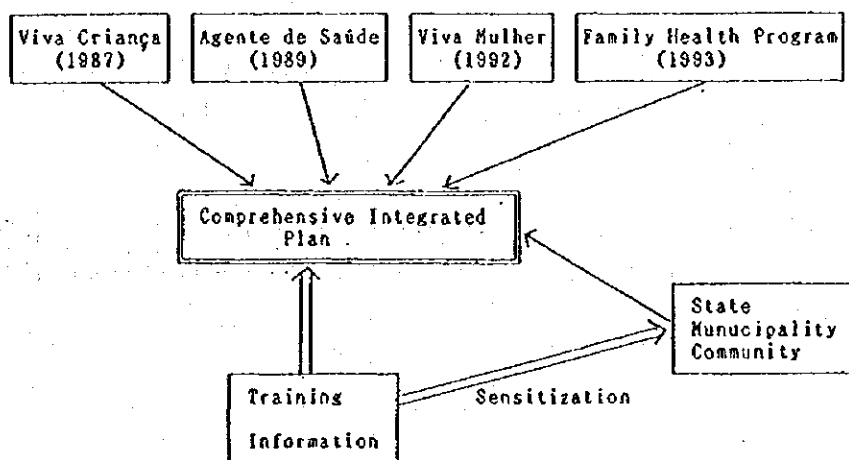 Viva Criança
(1987)
Agente de Saúde
(1989)
Viva Mulher
(1992)
Family Health Program
(1993)
Comprehensive Integrated
Plan
State
Munucipality
Community
Training
Information
Sensitization